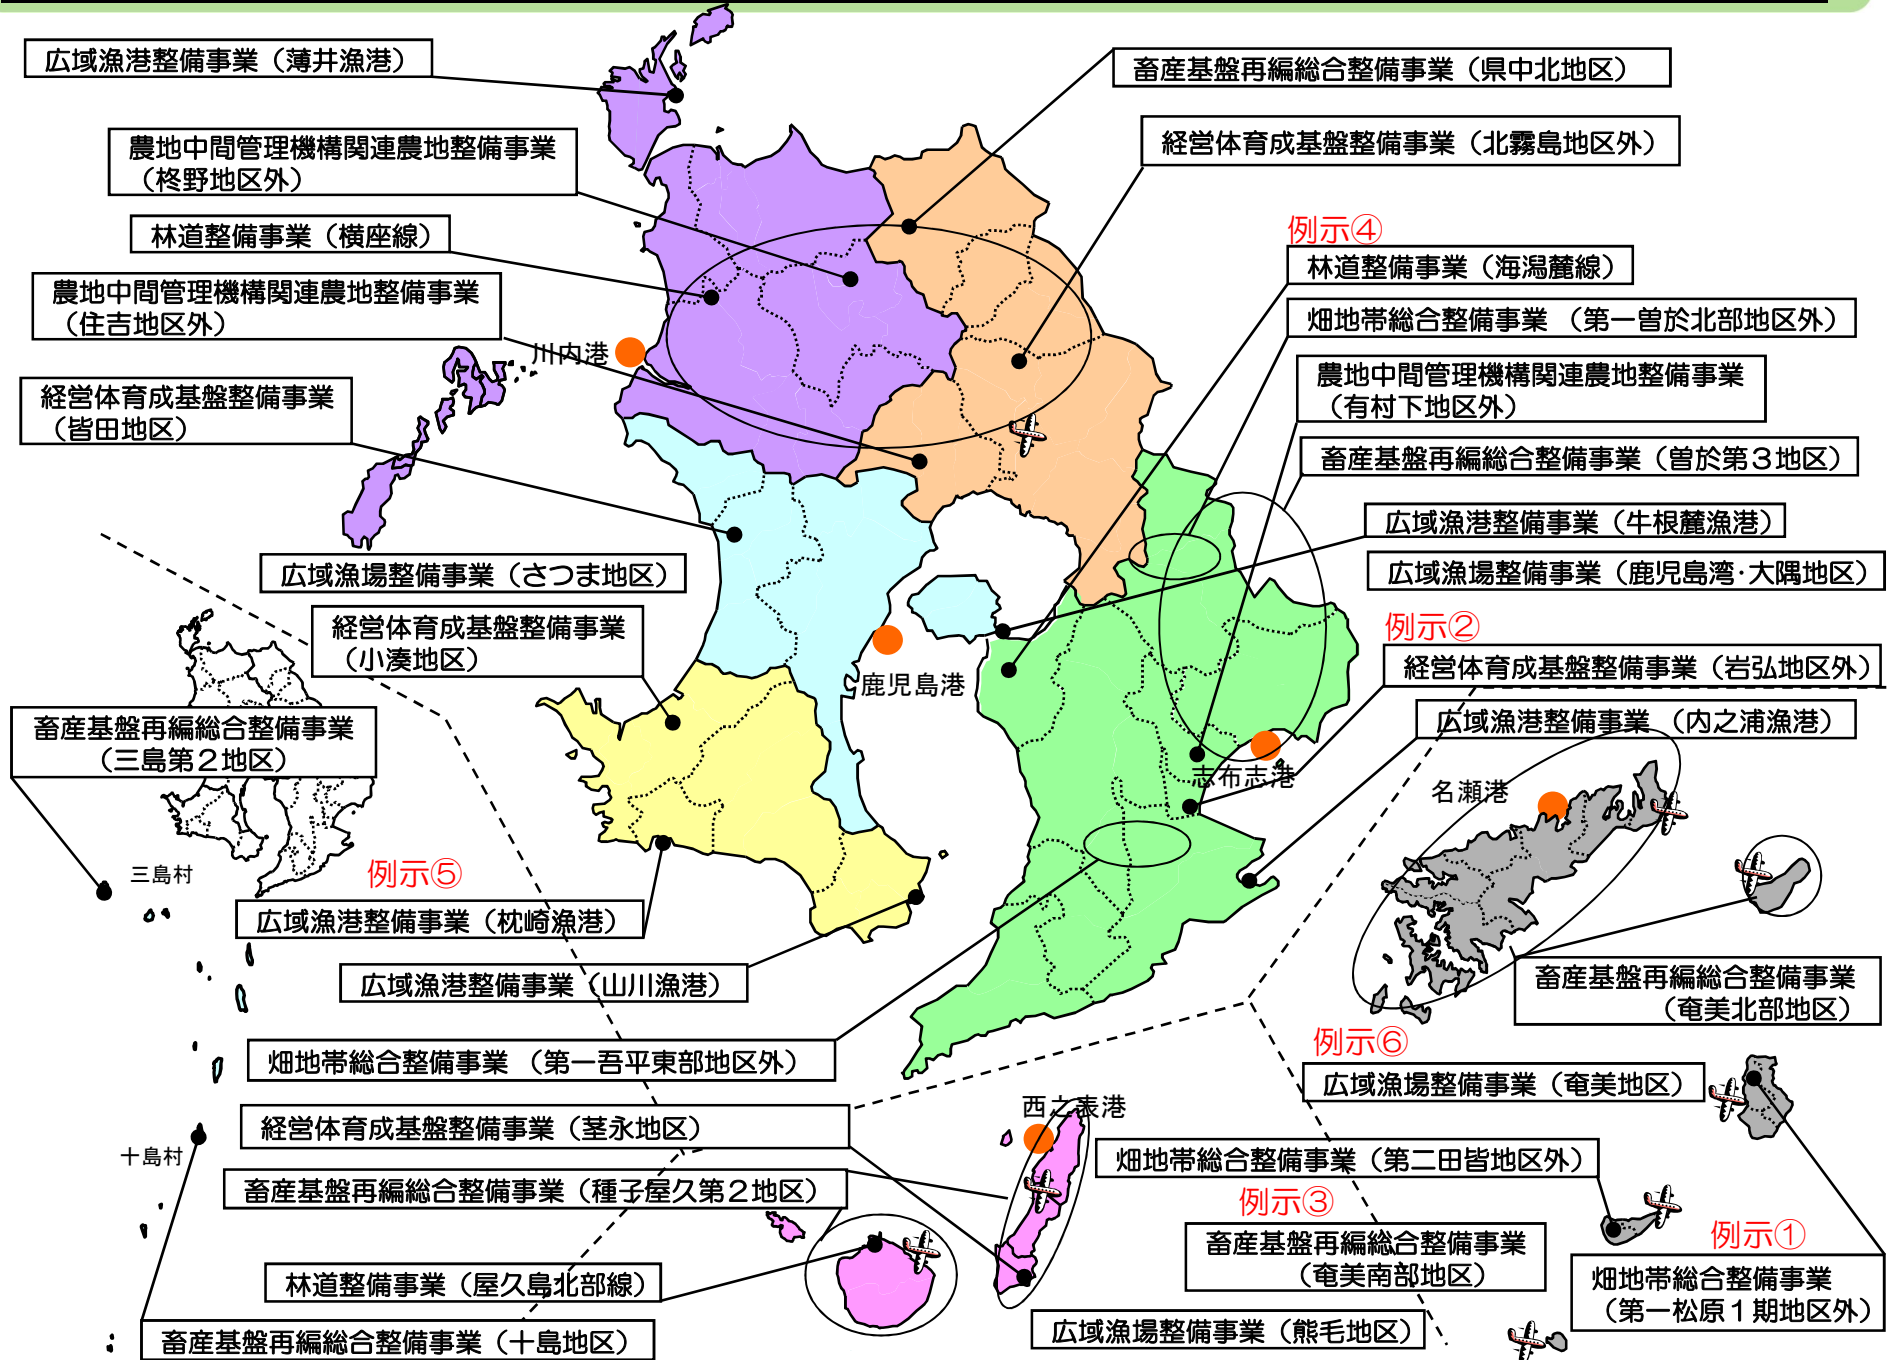 広域漁港整備事業（薄井漁港）
農地中間管理機構関連農地整備事業
（柊野地区外）
林道整備事業（横座線）
農地中間管理機構関連農地整備事業
（住吉地区外）
川内港
経営体育成基盤整備事業
（皆田地区）
広域漁場整備事業（さつま地区）
経営体育成基盤整備事業
（小湊地区）
畜産基盤再編総合整備事業
（三島第２地区）
三島村
例示⑤
広域漁港整備事業（枕崎漁港）
広域漁港整備事業（山川漁港）
畑地帯総合整備事業（第一吾平東部地区外）
経営体育成基盤整備事業（茎永地区）
十島村
畜産基盤再編総合整備事業（種子屋久第２地区）
林道整備事業（屋久島北部線）
畜産基盤再編総合整備事業（十島地区）
畜産基盤再編総合整備事業（県中北地区）
経営体育成基盤整備事業（北霧島地区外）
例示④
林道整備事業（海潟麓線）
畑地帯総合整備事業（第一曽於北部地区外）
農地中間管理機構関連農地整備事業
（有村下地区外）
畜産基盤再編総合整備事業（曽於第３地区）
広域漁港整備事業（牛根麓漁港）
広域漁場整備事業（鹿児島湾･大隅地区）
例示②
経営体育成基盤整備事業（岩弘地区外）
広域漁港整備事業（内之浦漁港）
鹿児島港
志布志港
名瀬港
畜産基盤再編総合整備事業
（奄美北部地区）
例示⑥
広域漁場整備事業（奄美地区）
西之表港
畑地帯総合整備事業（第二田皆地区外）
例示③
畜産基盤再編総合整備事業
（奄美南部地区）
例示①
畑地帯総合整備事業
（第一松原１期地区外）
広域漁場整備事業（熊毛地区）